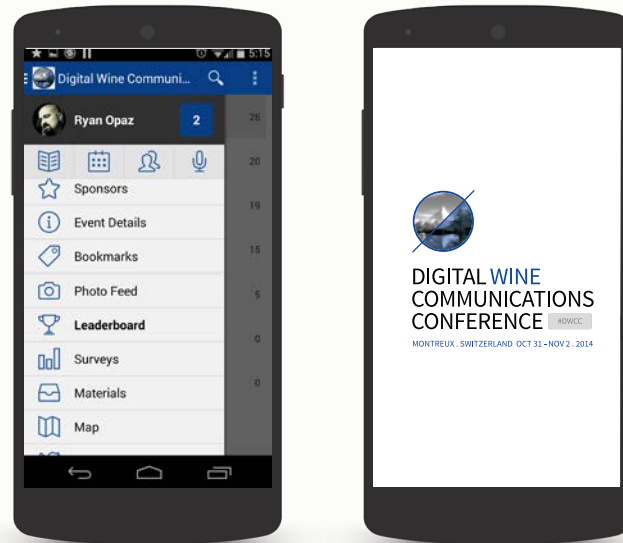 5:15
Digital Wine Communi...
Ryan Opaz
2
26
20
Sponsors
19
Event Details
Bookmarks
15
Photo Feed
6
Leaderboard
0
Surveys
Materials
0
Map
DIGITAL WINE
COMMUNICATIONS
CONFERENCE #DWCC
MONTREUX . SWITZERLAND OCT 31 – NOV 2 . 2014